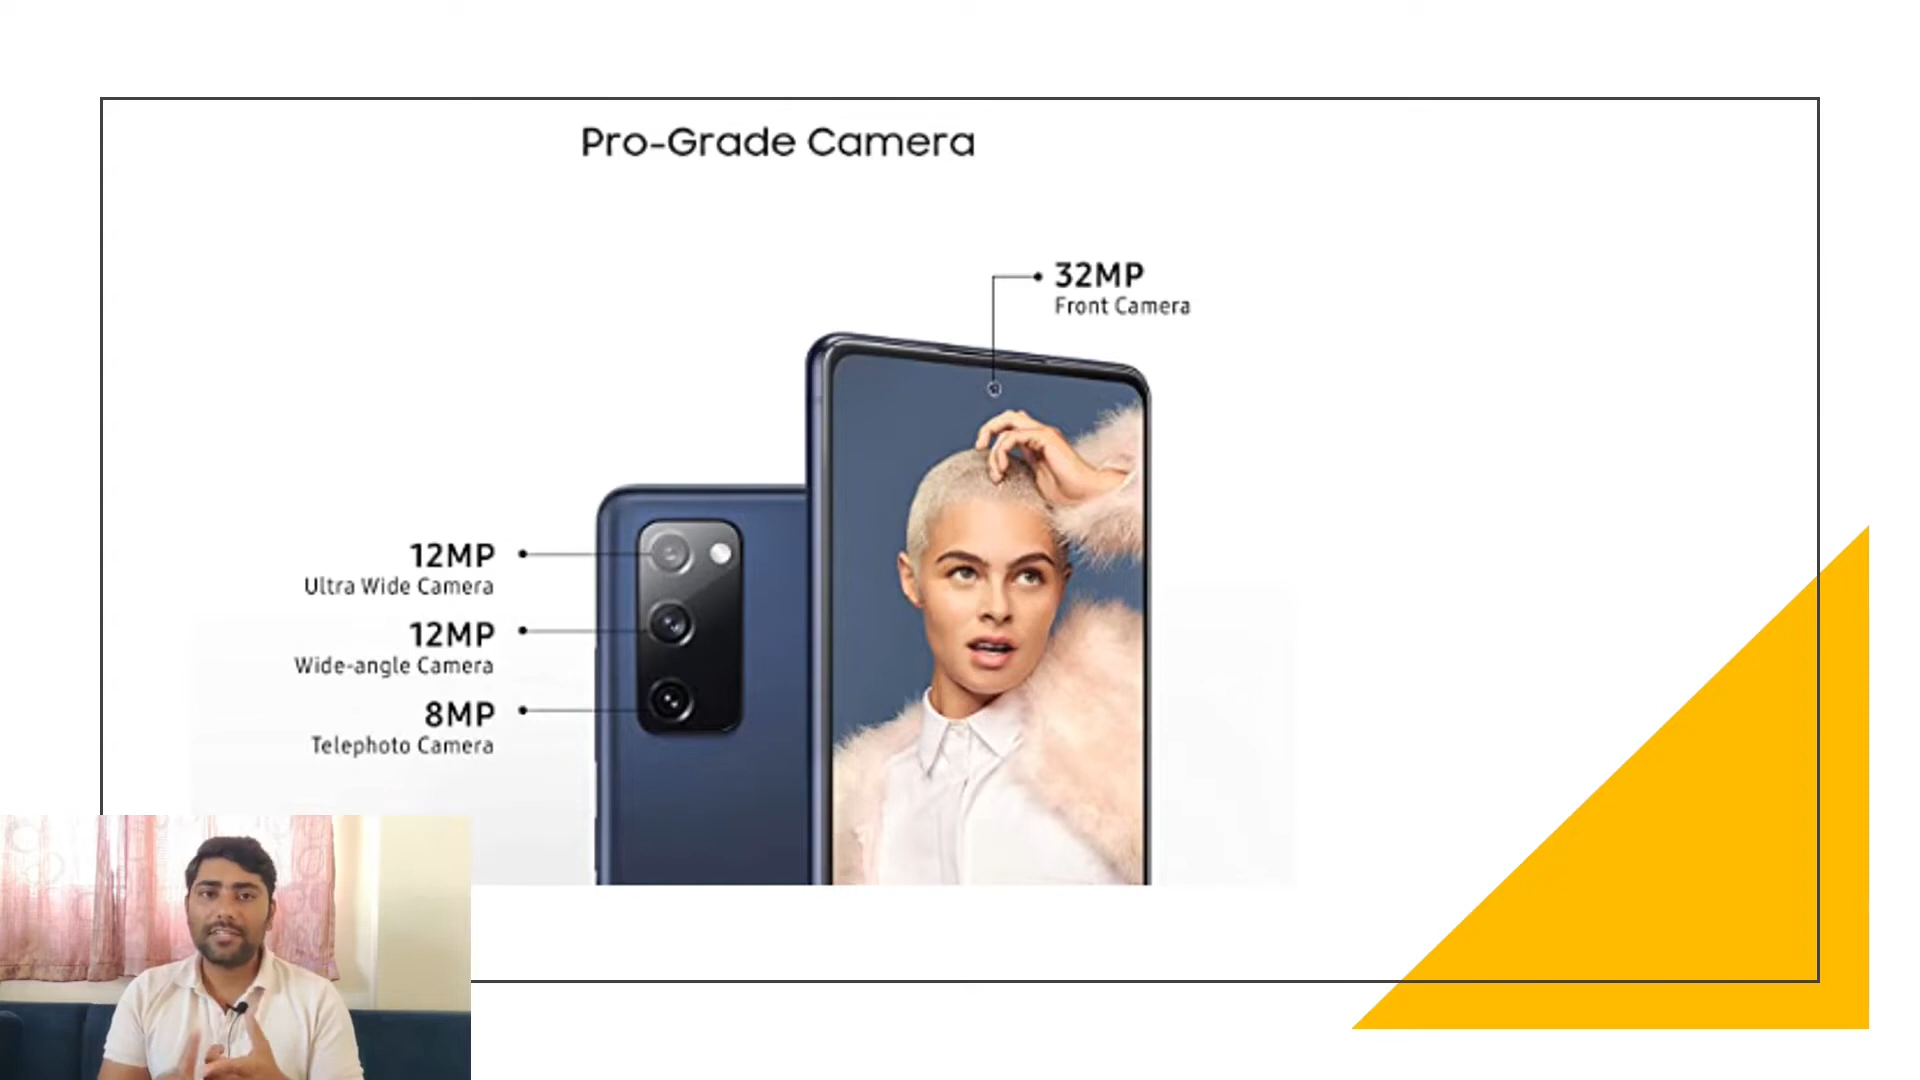 Pro-Grade Camera
32MP
Front Camera
12MP
Ultra Wide Camera
12MP
Wide-angle Camera
8MP
Telephoto Camera